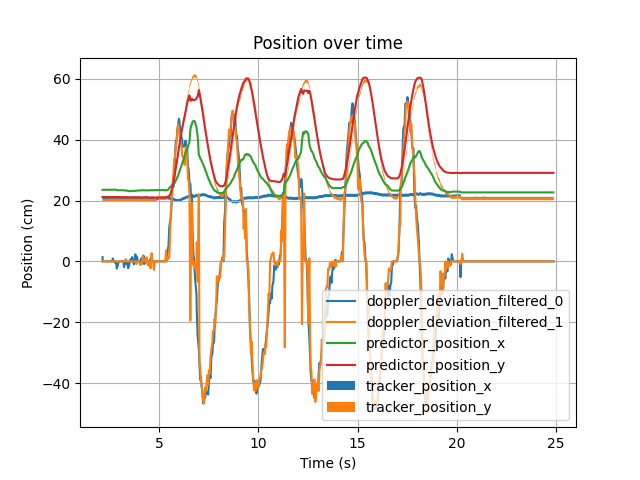 Position over time
60
40
20
0
−20
−40
Position (cm)
doppler_deviation_filtered_0
doppler_deviation_filtered_1
predictor_position_x
predictor_position_y
tracker_position_x
tracker_position_y
5 10 15 20 25
Time (s)